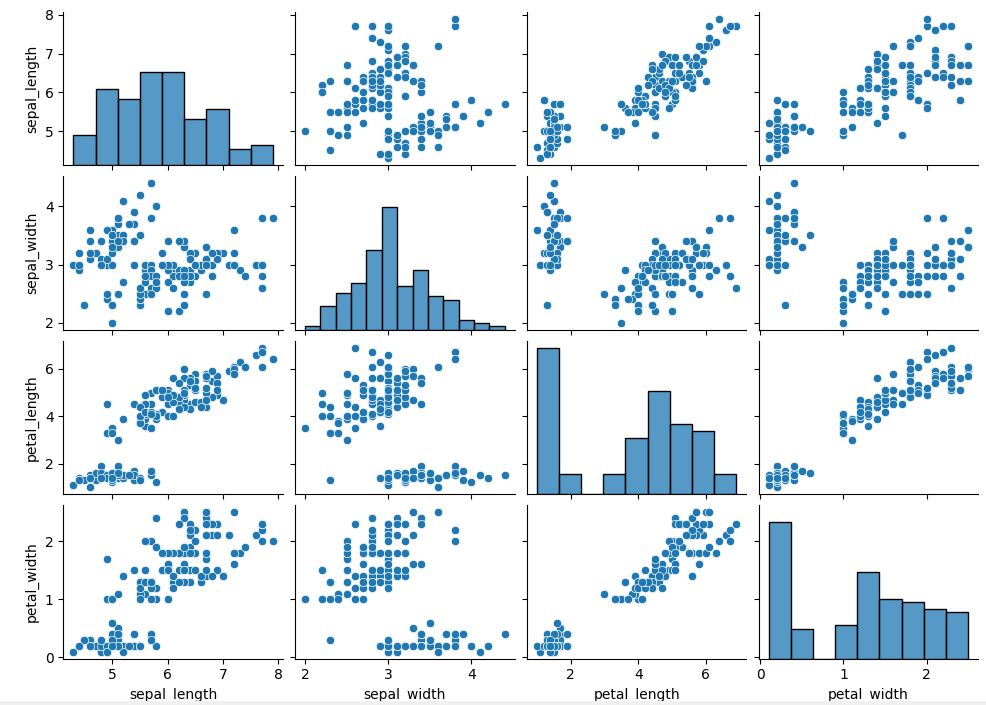 8
7
6
5
sepal_length
4
3
2
sepal_width
6
4
2
petal_length
2
1
0
petal_width
5 6 7 8
sepal_length
2 3 4
sepal_width
2 4 6
petal_length
0 1 2
petal_width